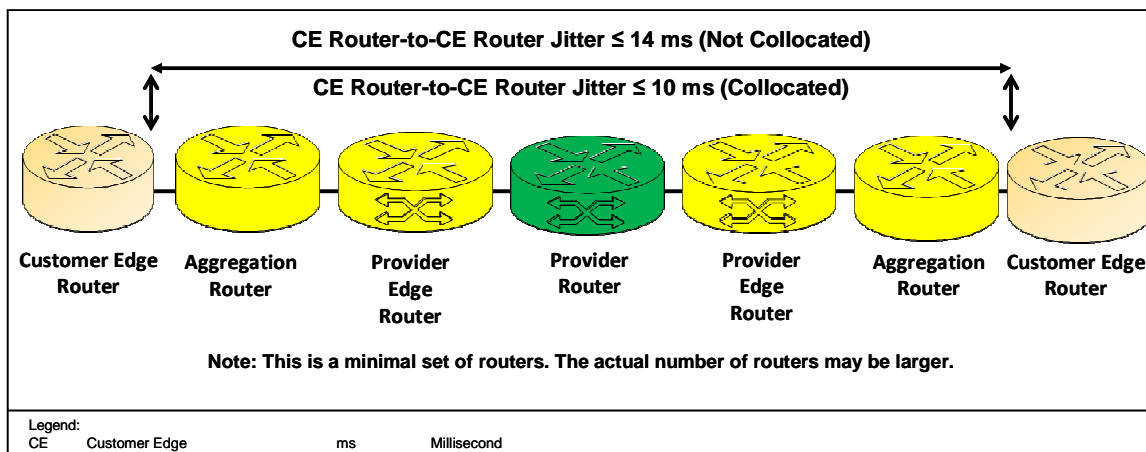 CE Router-to-CE Router Jitter ≤ 14 ms (Not Collocated)
CE Router-to-CE Router Jitter ≤ 10 ms (Collocated)
Customer Edge
Router
Aggregation
Router
Provider
Edge
Router
Provider
Router
Provider
Edge
Router
Aggregation
Router
Customer Edge
Router
Note: This is a minimal set of routers. The actual number of routers may be larger.
Legend:
CE Customer Edge ms Millisecond